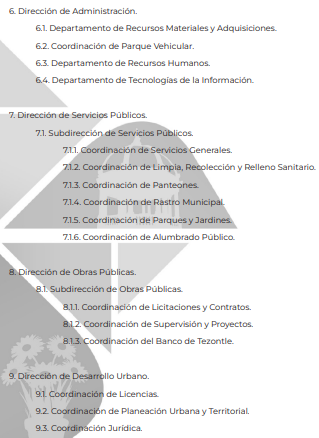 6. Dirección de Administración.
6.1. Departamento de Recursos Materiales y Adquisiciones.
6.2. Coordinación de Parque Vehicular.
6.3. Departamento de Recursos Humanos.
6.4. Departamento de Tecnologías de la Información.
7. Dirección de Servicios Públicos.
7.1. Subdirección de Servicios Públicos.
7.1.1. Coordinación de Servicios Generales.
7.1.2. Coordinación de Limpia, Recolección y Relleno Sanitario.
7.1.3. Coordinación de Panteones.
7.1.4. Coordinación de Rastro Municipal.
7.1.5. Coordinación de Parques y Jardines.
7.1.6. Coordinación de Alumbrado Público.
8. Dirección de Obras Públicas.
8.1. Subdirección de Obras Públicas.
8.1.1. Coordinación de Licitaciones y Contratos.
8.1.2. Coordinación de Supervisión y Proyectos.
8.1.3. Coordinación del Banco de Tezontle.
9. Dirección de Desarrollo Urbano.
9.1. Coordinación de Licencias.
9.2. Coordinación de Planeación Urbana y Territorial.
9.3. Coordinación Jurídica.